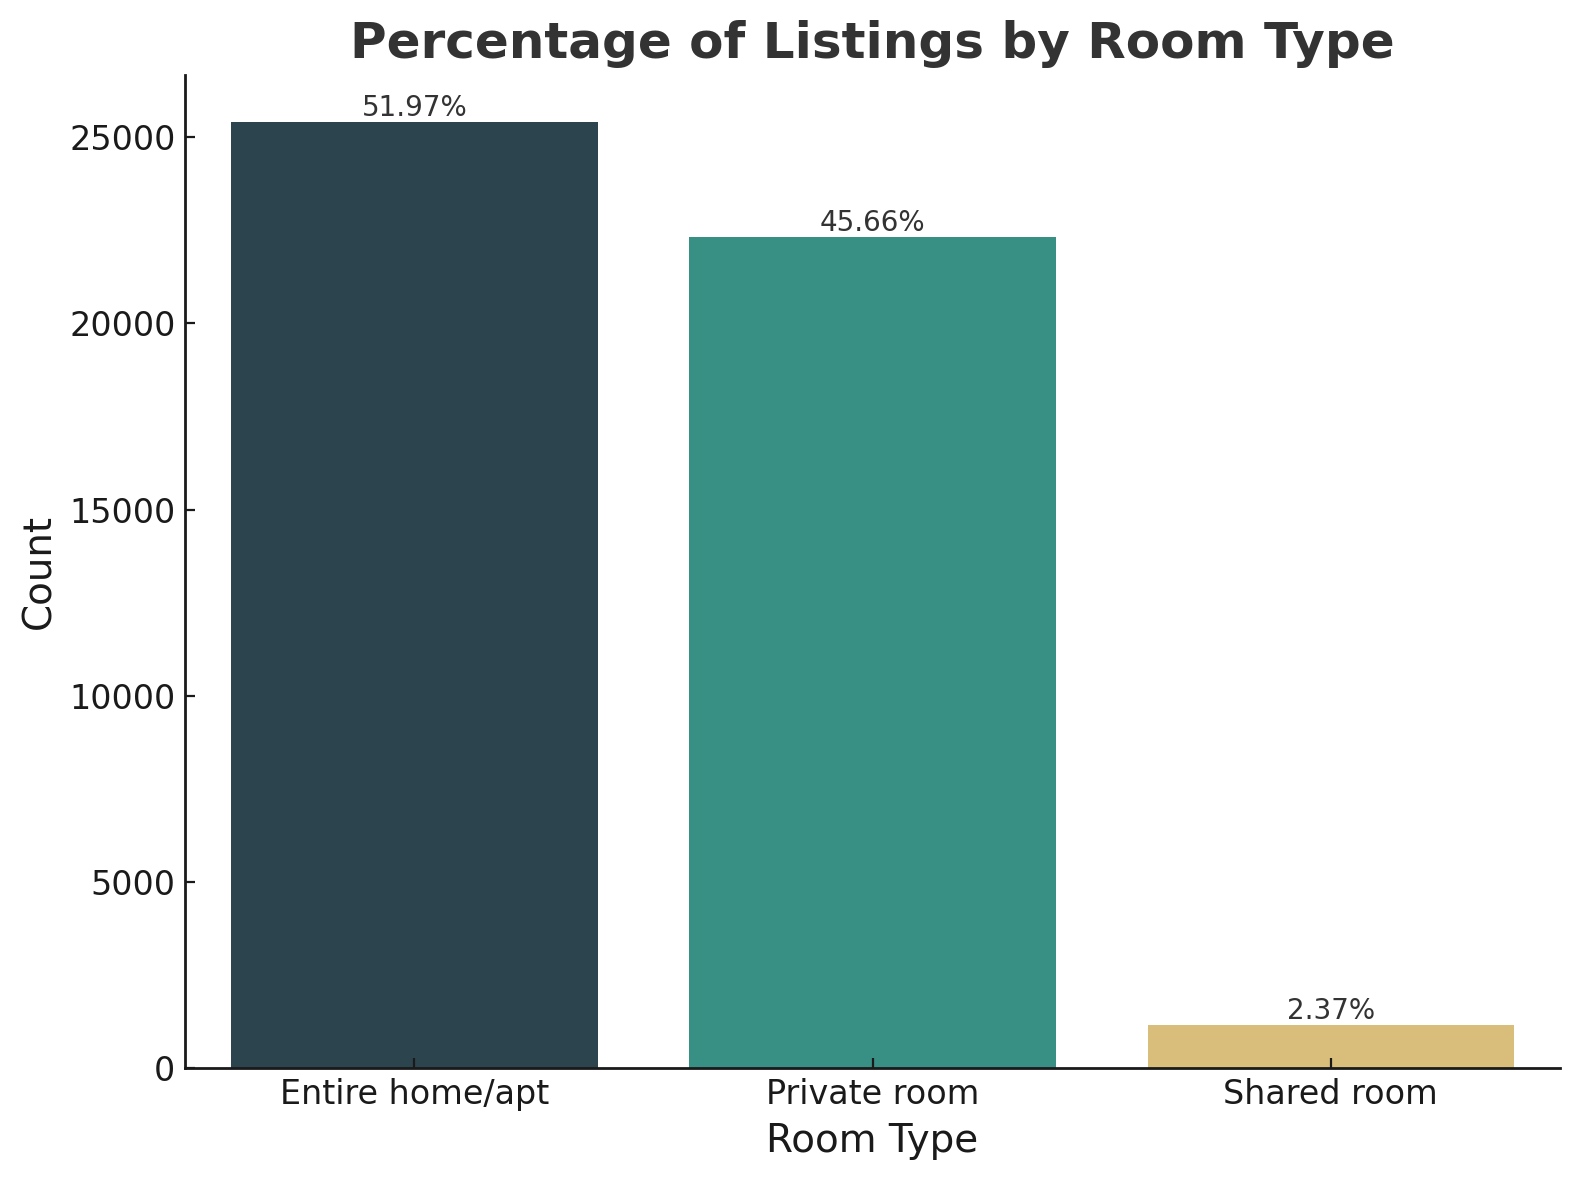 Percentage of Listings by Room Type
51.97%
45.66%
2.37%
25000
20000
15000
10000
5000
0
Count
Entire home/apt
Private room
Shared room
Room Type